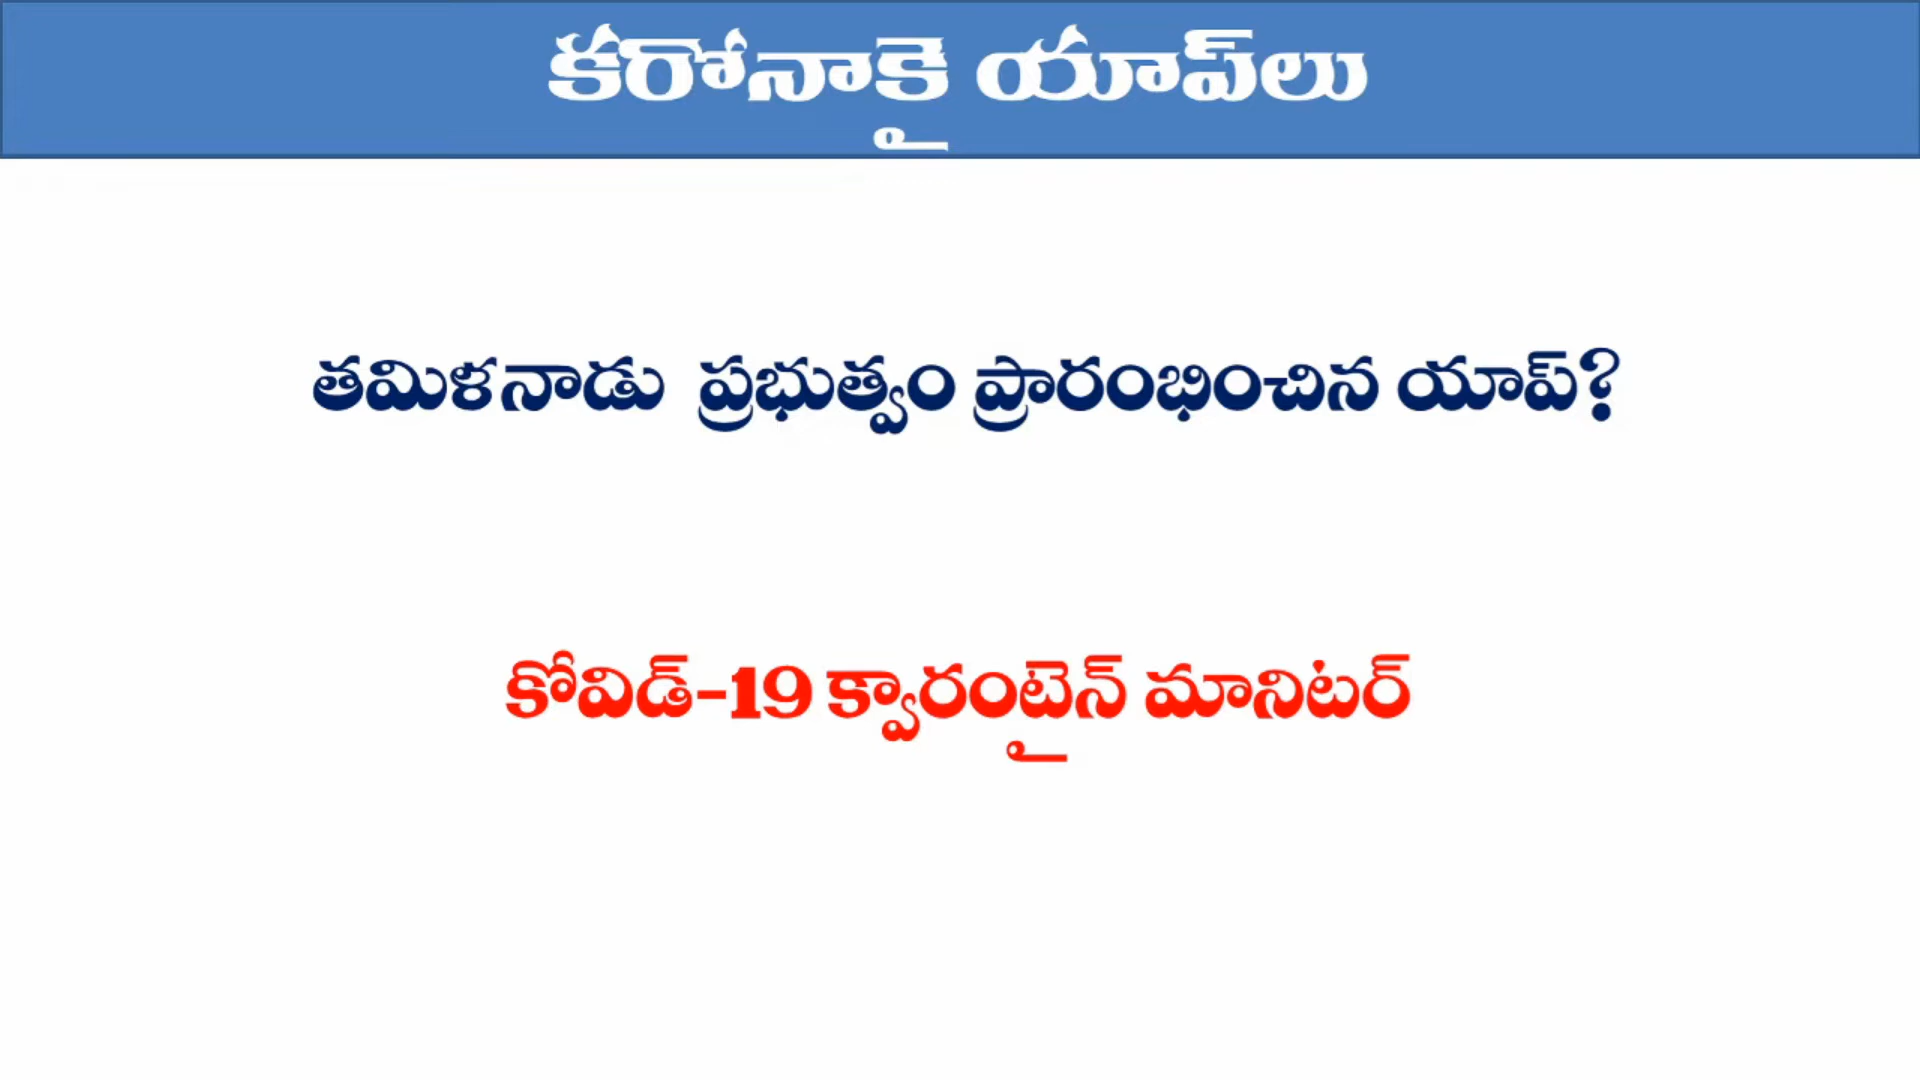 కరోనాకై యాప్‌లు
తమిళనాడు ప్రభుత్వం ప్రారంభించిన యాప్?
కోవిడ్-19 క్వారంటైన్ మానిటర్